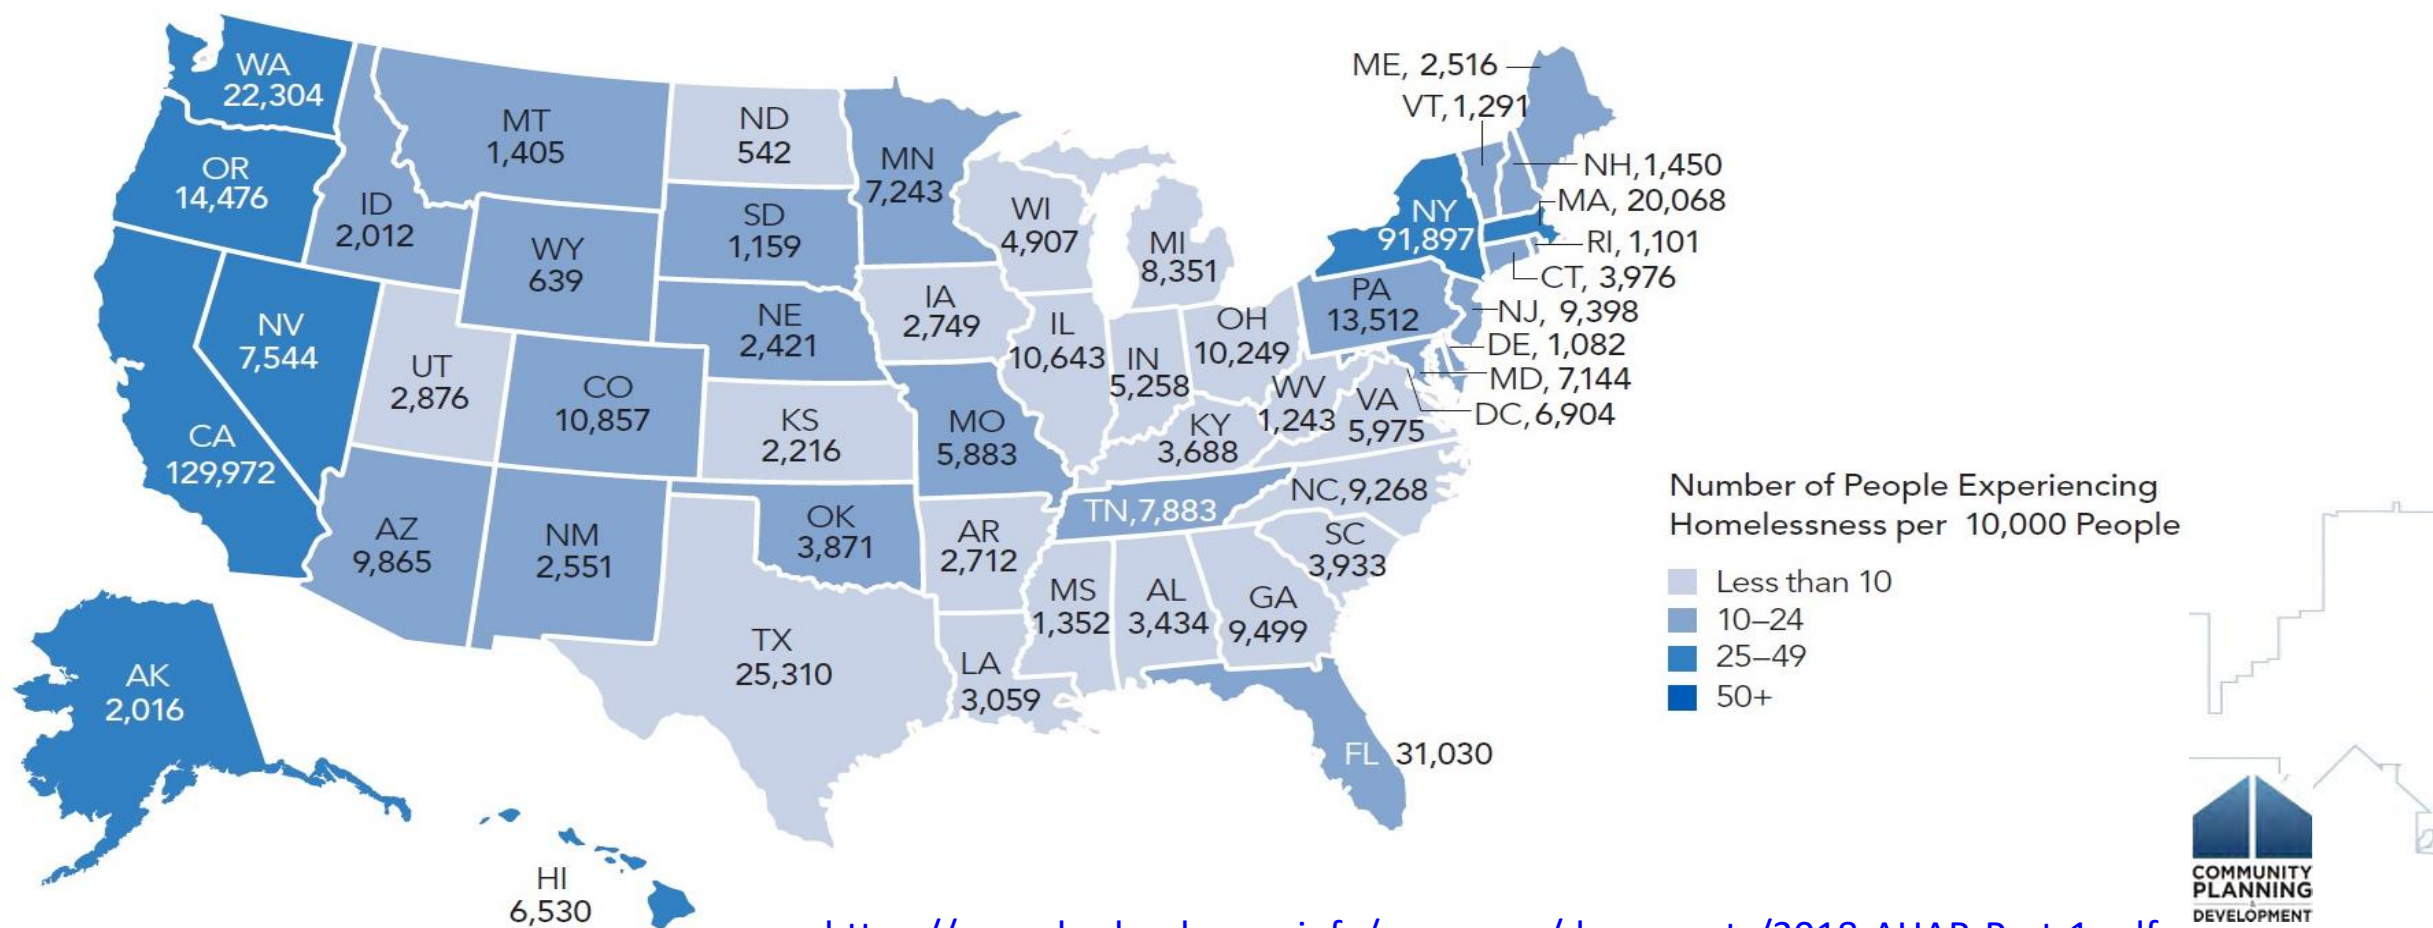 WA
22,304
OR
14,476
CA
129,972
NV
7,544
ID
2,012
MT
1,405
WY
639
UT
2,876
CO
10,857
AZ
9,865
NM
2,551
ND
542
SD
1,159
NE
2,421
KS
2,216
OK
3,871
TX
25,310
MN
7,243
IA
2,749
MO
5,883
AR
2,712
LA
3,059
WI
4,907
IL
10,643
MI
8,351
IN
5,258
OH
10,249
KY
3,688
TN,7,883
MS
1,352
AL
3,434
GA
9,499
FL 31,030
SC
3,933
NC,9,268
VA
5,975
WV
1,243
PA
13,512
NY
91,897
ME, 2,516
VT,1,291
NH,1,450
MA, 20,068
RI, 1,101
CT, 3,976
NJ, 9,398
DE, 1,082
MD, 7,144
DC,6,904
AK
2,016
HI
6,530
Number of People Experiencing
Homelessness per 10,000 People
Less than 10
10–24
25–49
50+
COMMUNITY
PLANNING
&
DEVELOPMENT